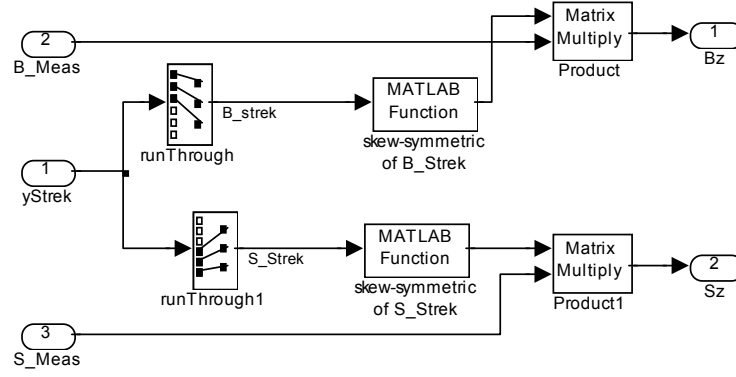 2
B_Meas
Matrix
Multiply
Product
1
Bz
runThrough
B_strek
MATLAB
Function
skew-symmetric
of B_Strek
1
yStrek
runThrough1
S_Strek
MATLAB
Function
skew-symmetric
of S_Strek
Matrix
Multiply
Product1
2
Sz
3
S_Meas